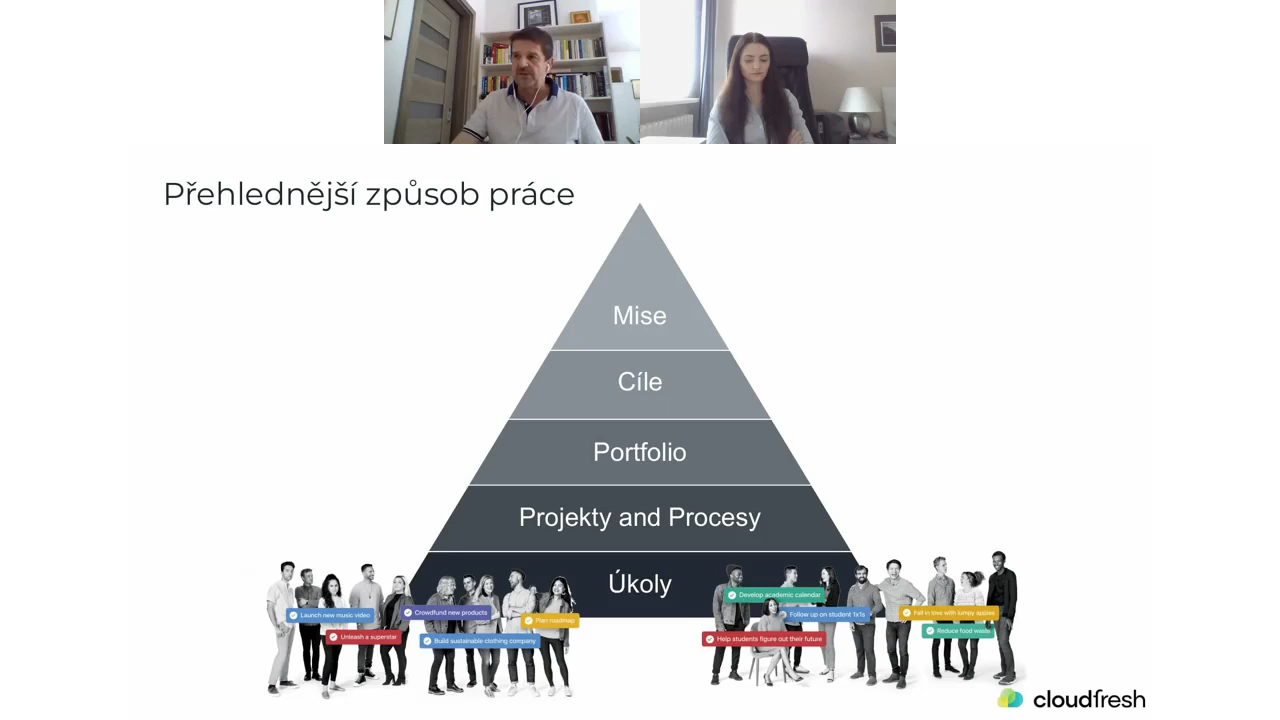 Přehlednější způsob práce
Mise
Cíle
Portfolio
Projekty and Procesy
Úkoly
Launch new music video
Unleash a superstar
Crowdfund new products
Build sustainable clothing company
Plan roadmap
Develop academic calendar
Follow up on student 1x1s
Help students figure out their future
Fall in love with lumpy apples
Reduce food waste
cloudfresh